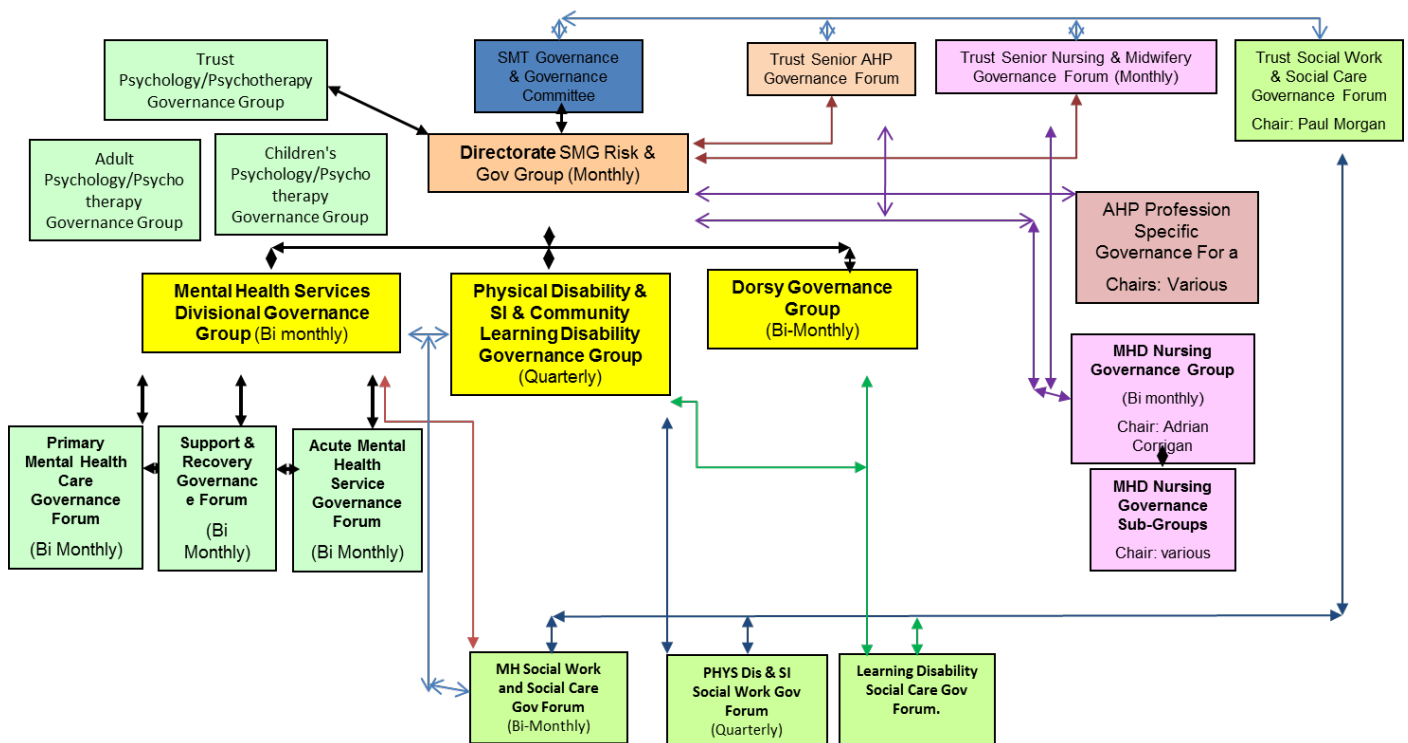 Trust
Psychology/Psychotherapy
Governance Group
SMT Governance
& Governance
Committee
Trust Senior AHP
Governance Forum
Trust Senior Nursing & Midwifery
Governance Forum (Monthly)
Trust Social Work
& Social Care
Governance Forum
Chair: Paul Morgan
Adult
Psychology/Psycho
therapy
Governance Group
Children's
Psychology/Psycho
therapy
Governance Group
Directorate SMG Risk &
Gov Group (Monthly)
AHP Profession
Specific
Governance For a
Chairs: Various
Mental Health Services
Divisional Governance
Group (Bi monthly)
Physical Disability &
SI & Community
Learning Disability
Governance Group
(Quarterly)
Dorsy Governance
Group
(Bi-Monthly)
MHD Nursing
Governance Group
(Bi monthly)
Chair: Adrian
Corrigan
Primary
Mental Health
Care
Governance
Forum
(Bi Monthly)
Support &
Recovery
Governanc
e Forum
(Bi
Monthly)
Acute Mental
Health
Service
Governance
Forum
(Bi Monthly)
MHD Nursing
Governance
Sub-Groups
Chair: various
MH Social Work
and Social Care
Gov Forum
(Bi-Monthly)
PHYS Dis & SI
Social Work Gov
Forum
(Quarterly)
Learning Disability
Social Care Gov
Forum.